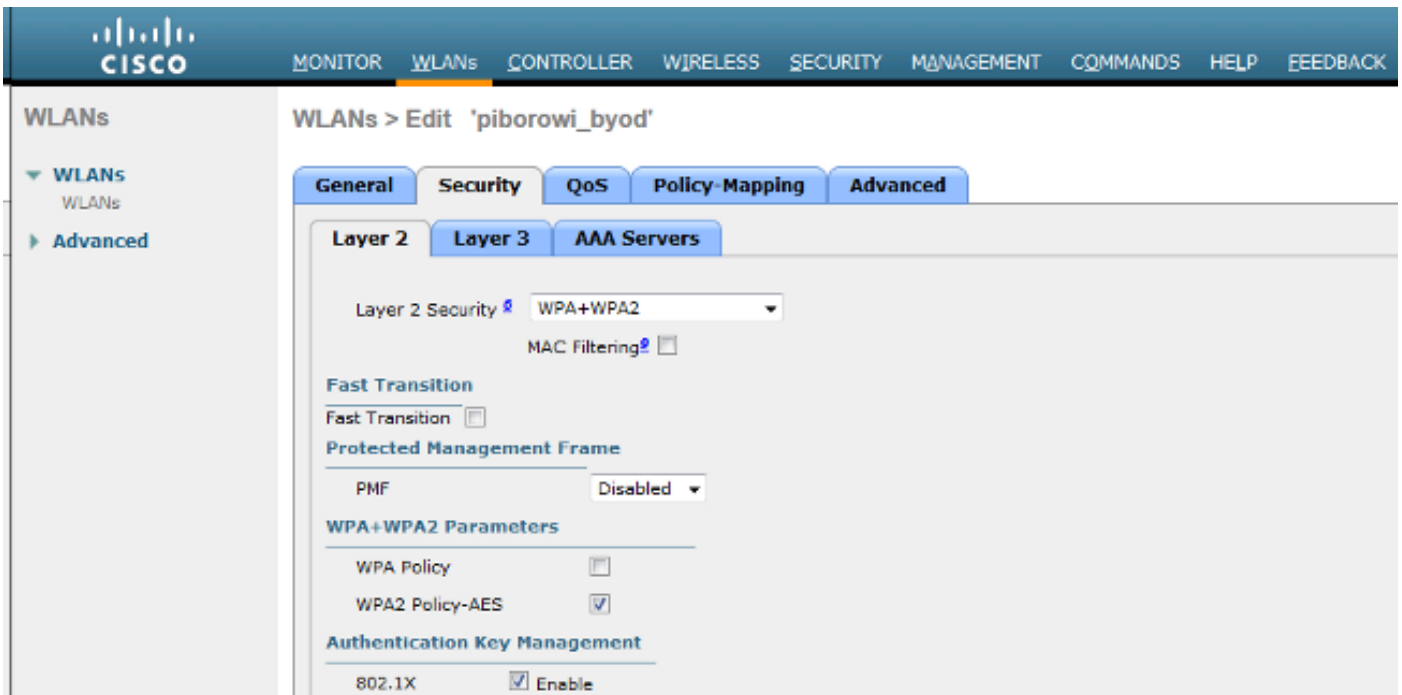 CISCO
MONITOR WLANs CONTROLLER WIRELESS SECURITY MANAGEMENT COMMANDS HELP FEEDBACK
WLANs
WLANs
WLANs
Advanced
WLANs > Edit 'piborowi_byod'
General Security QoS Policy-Mapping Advanced
Layer 2 Layer 3 AAA Servers
Layer 2 Security 6 WPA+WPA2
MAC Filtering9
Fast Transition
Fast Transition
Protected Management Frame
PMF Disabled
WPA+WPA2 Parameters
WPA Policy
WPA2 Policy-AES
Authentication Key Management
802.1X Enable